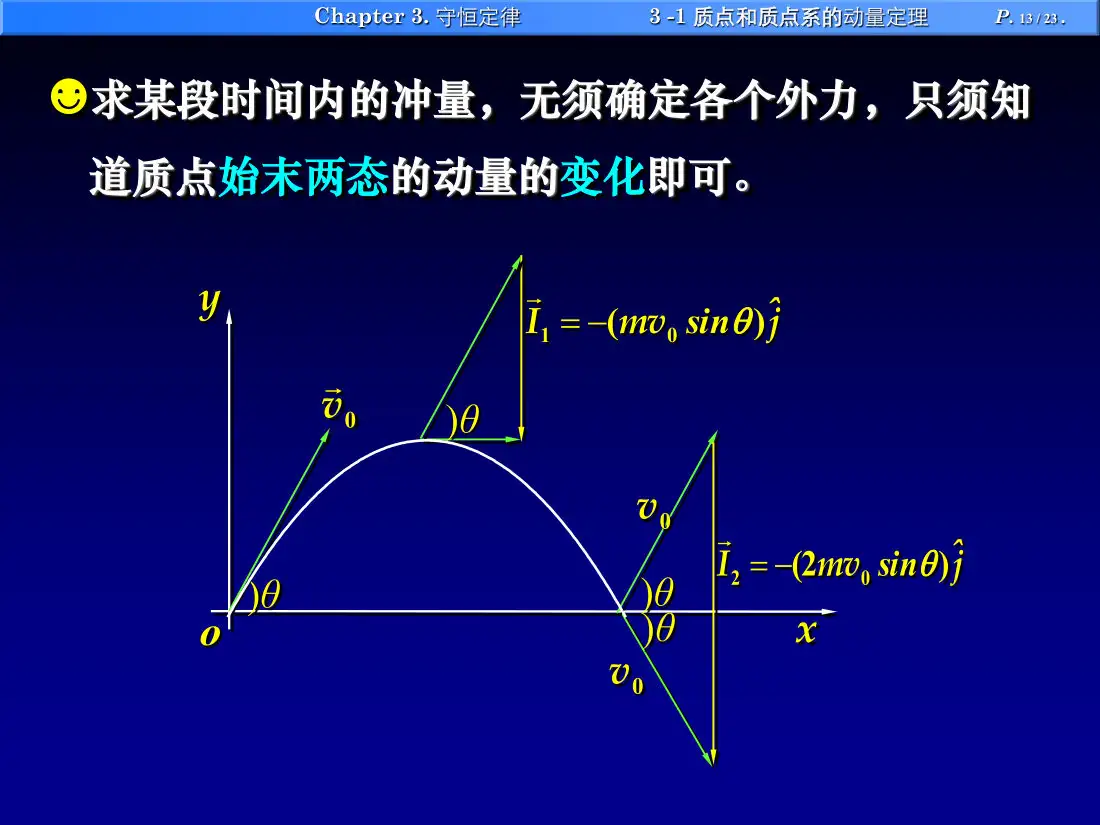 Chapter 3. 守恒定律 3 -1 质点和质点系的动量定理 P. 13 / 23 .
求某段时间内的冲量，无须确定各个外力，只须知
道质点始末两态的动量的变化即可。
y
I⃗₁ = −(mv₀ sinθ) ĵ
v⃗₀
)θ
v₀
I⃗₂ = −(2mv₀ sinθ) ĵ
)θ
)θ
)θ
o
x
v₀